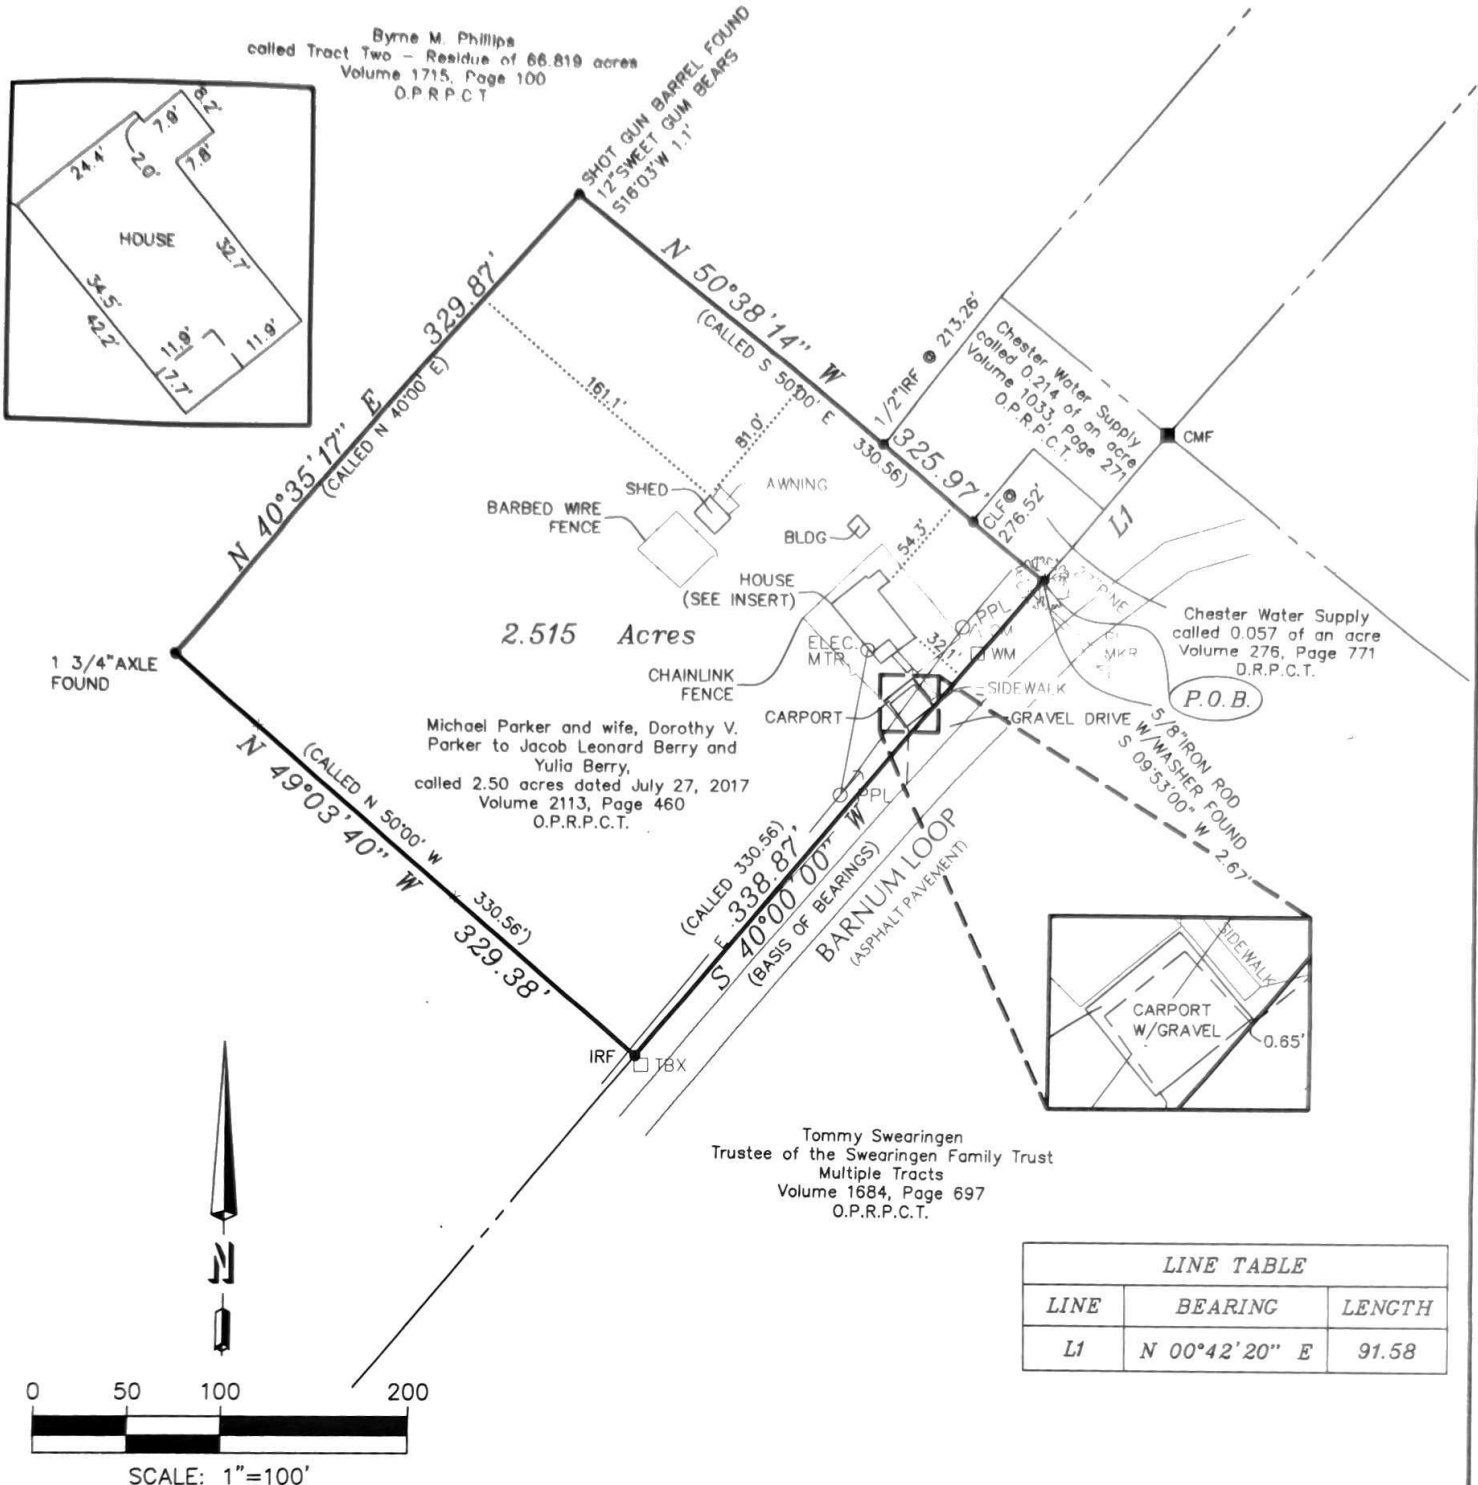 Byrne M. Phillips
called Tract Two – Residue of 66.819 acres
Volume 1715, Page 100
O.P.R.P.C.T
SHOT GUN BARREL FOUND
12"SWEET GUM BEARS
S16°03'W 1.1'
8.2'
7.9'
2.0'
7.8'
24.4'
HOUSE
32.7'
34.5'
42.2'
11.9'
11.9'
7.7'
N 40°35'17" E 329.87'
(CALLED N 40°00' E)
N 50°38'14" W 325.97'
(CALLED S 50°00' E 330.56)
1/2"IRF @ 213.26'
Chester Water Supply
called 0.214 of an acre
Volume 1033, Page 271
O.P.R.P.C.T.
CMF
CLF@
276.52'
L1
161.1'
81.0'
SHED
AWNING
BARBED WIRE
FENCE
BLDG
54.3'
HOUSE
(SEE INSERT)
2.515 Acres
ELEC.
MTR
32.1'
PPL
WM
MKR
CHAINLINK
FENCE
SIDEWALK
CARPORT
GRAVEL DRIVE
Chester Water Supply
called 0.057 of an acre
Volume 276, Page 771
D.R.P.C.T.
P.O.B.
5/8"IRON ROD
W/WASHER FOUND
S 09°53'00" W 2.67'
1 3/4"AXLE
FOUND
Michael Parker and wife, Dorothy V.
Parker to Jacob Leonard Berry and
Yulia Berry,
called 2.50 acres dated July 27, 2017
Volume 2113, Page 460
O.P.R.P.C.T.
PPL
N 49°03'40" W 329.38'
(CALLED N 50°00' W 330.56')
(CALLED 330.56)
E 338.87'
S 40°00'00" W
(BASIS OF BEARINGS)
BARNUM LOOP
(ASPHALT PAVEMENT)
IRF
TBX
SIDEWALK
CARPORT
W/GRAVEL
0.65'
Tommy Swearingen
Trustee of the Swearingen Family Trust
Multiple Tracts
Volume 1684, Page 697
O.P.R.P.C.T.
N
LINE TABLE
LINE BEARING LENGTH
L1 N 00°42'20" E 91.58
0 50 100 200
SCALE: 1"=100'